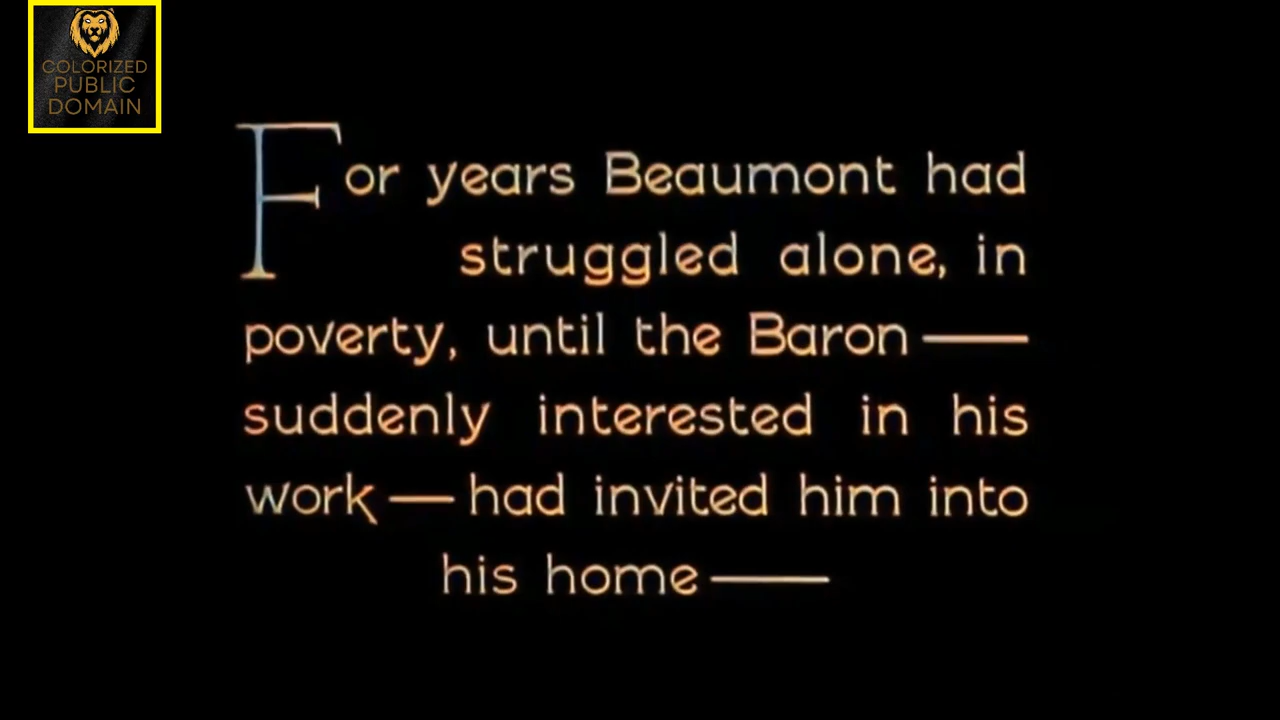 COLORIZED
PUBLIC
DOMAIN
For years Beaumont had
struggled alone, in
poverty, until the Baron —
suddenly interested in his
work — had invited him into
his home —